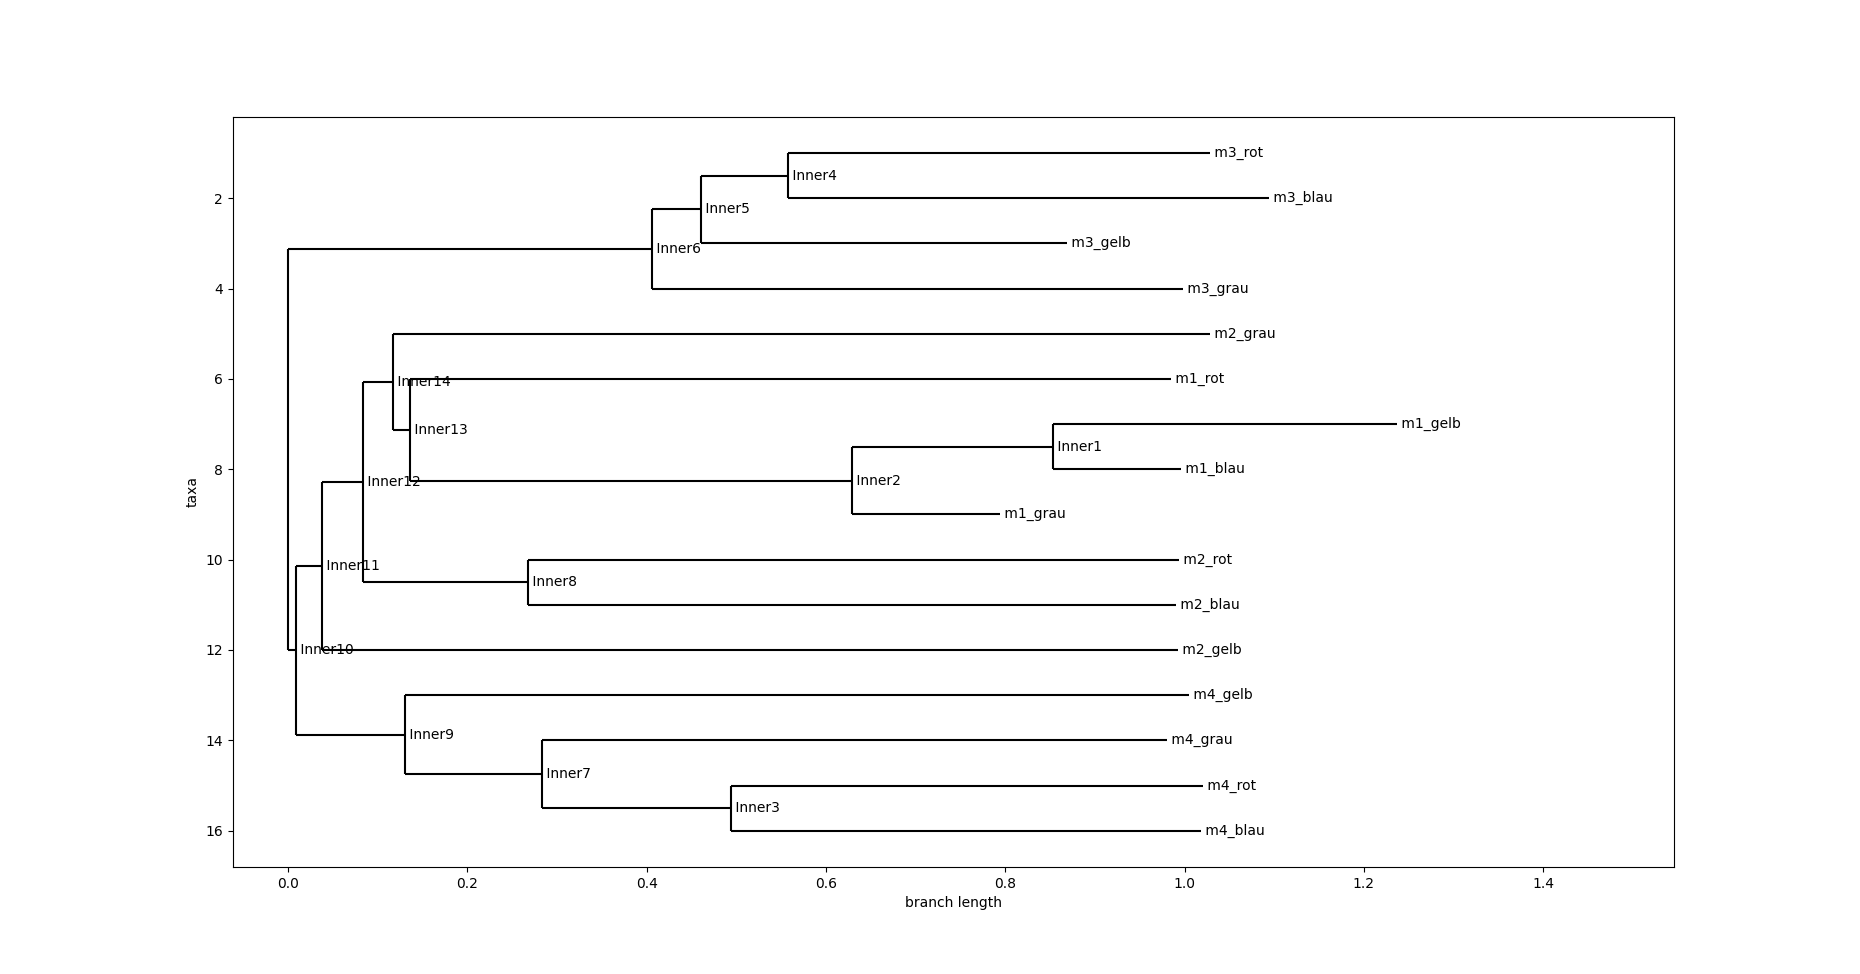 m3_rot
Inner4
2
m3_blau
Inner5
m3_gelb
Inner6
4
m3_grau
m2_grau
6
m1_rot
Inner14
m1_gelb
Inner13
Inner1
8
m1_blau
Inner12
Inner2
taxa
m1_grau
10
m2_rot
Inner11
Inner8
m2_blau
12
Inner10
m2_gelb
m4_gelb
Inner9
14
m4_grau
Inner7
m4_rot
Inner3
16
m4_blau
0.0 0.2 0.4 0.6 0.8 1.0 1.2 1.4
branch length